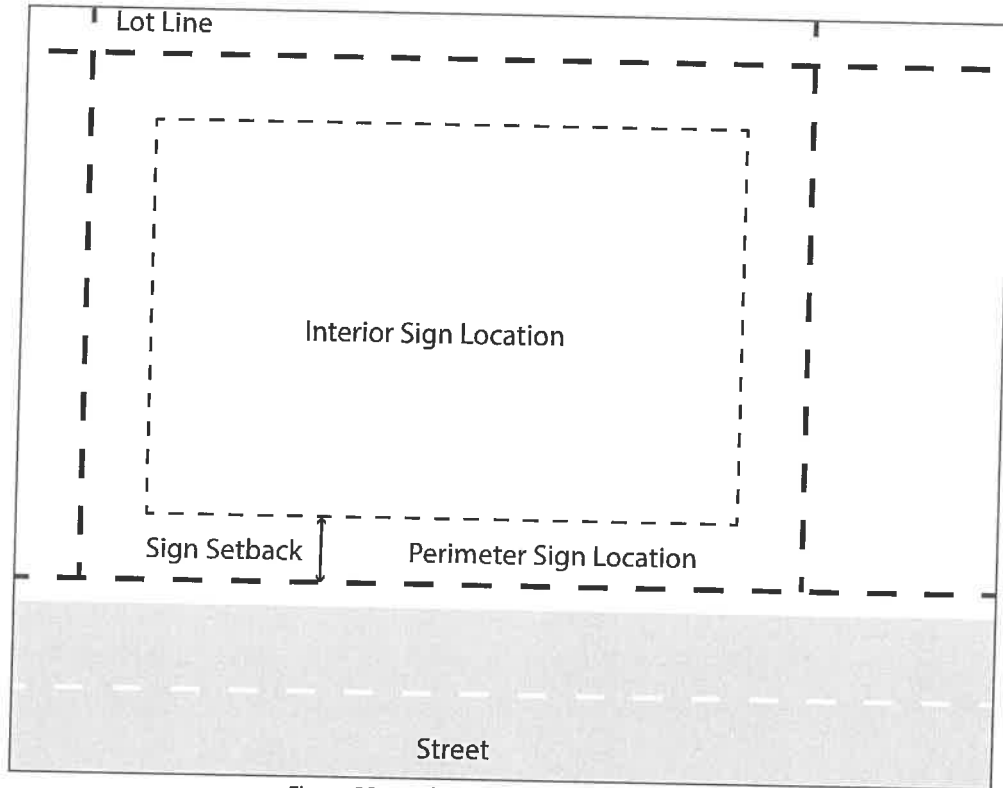 Lot Line
Interior Sign Location
Sign Setback
Perimeter Sign Location
Street